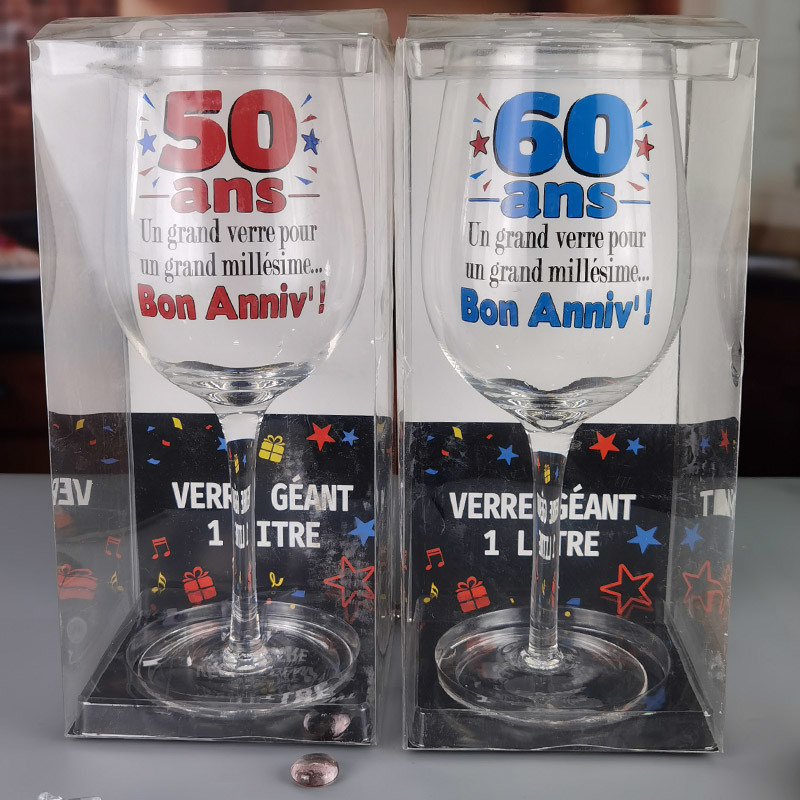 50
ans
Un grand verre pour
un grand millésime...
Bon Anniv' !
VERRE GÉANT
1 LITRE
60
ans
Un grand verre pour
un grand millésime...
Bon Anniv' !
VERRE GÉANT
1 LITRE